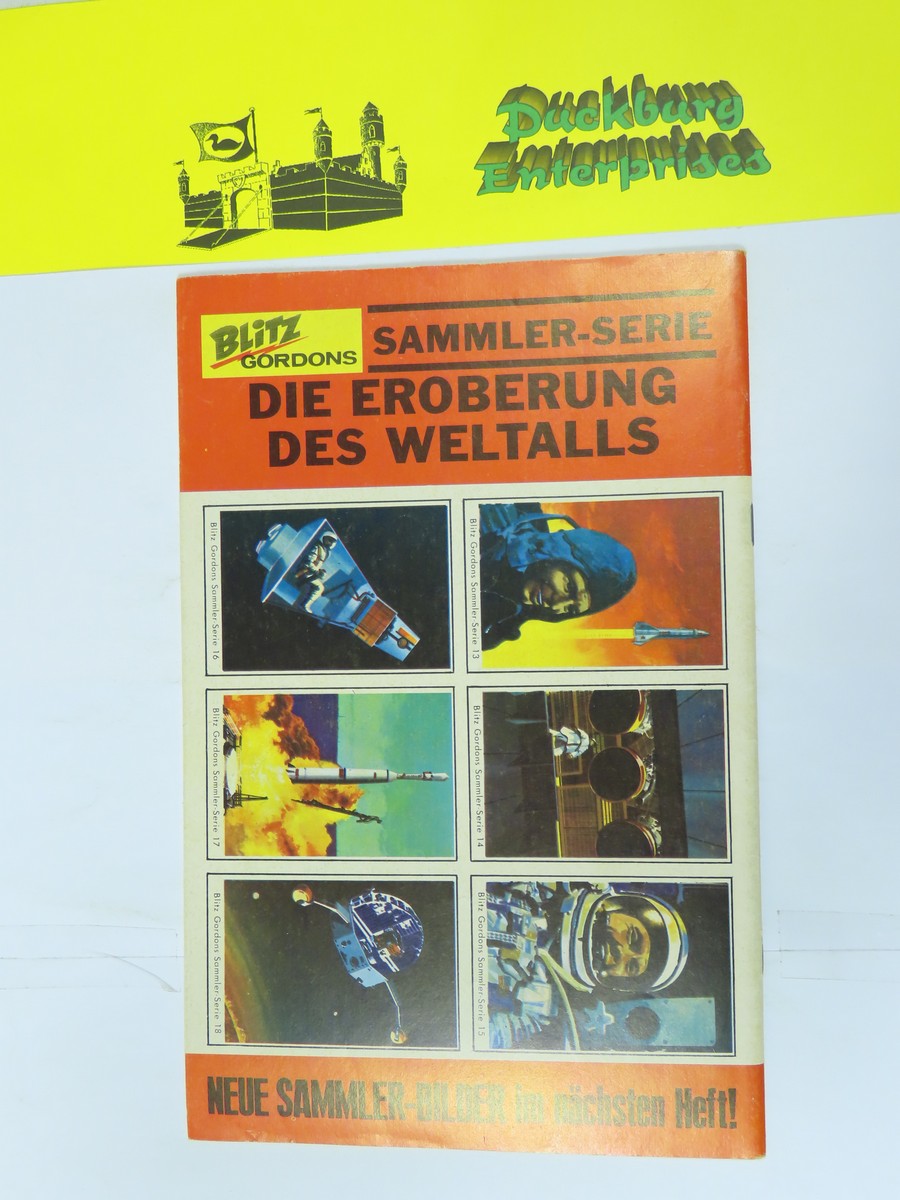 Duckburg
Enterprises
BLITZ
GORDONS
SAMMLER-SERIE
DIE EROBERUNG
DES WELTALLS
Blitz Gordons Sammler-Serie 16
Blitz Gordons Sammler-Serie 13
Blitz Gordons Sammler-Serie 17
Blitz Gordons Sammler-Serie 14
Blitz Gordons Sammler-Serie 18
Blitz Gordons Sammler-Serie 15
NEUE SAMMLER-BILDER im nächsten Heft!